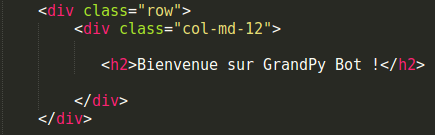 <div class="row">
<div class="col-md-12">
<h2>Bienvenue sur GrandPy Bot !</h2>
</div>
</div>